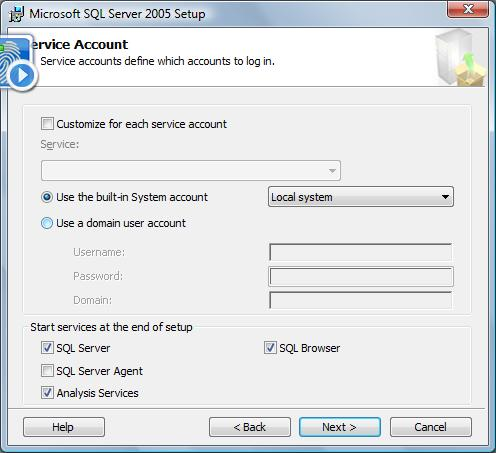 Microsoft SQL Server 2005 Setup
ervice Account
Service accounts define which accounts to log in.
Customize for each service account
Service:
Use the built-in System account
Local system
Use a domain user account
Username:
Password:
Domain:
Start services at the end of setup
SQL Server
SQL Browser
SQL Server Agent
Analysis Services
Help
< Back
Next >
Cancel